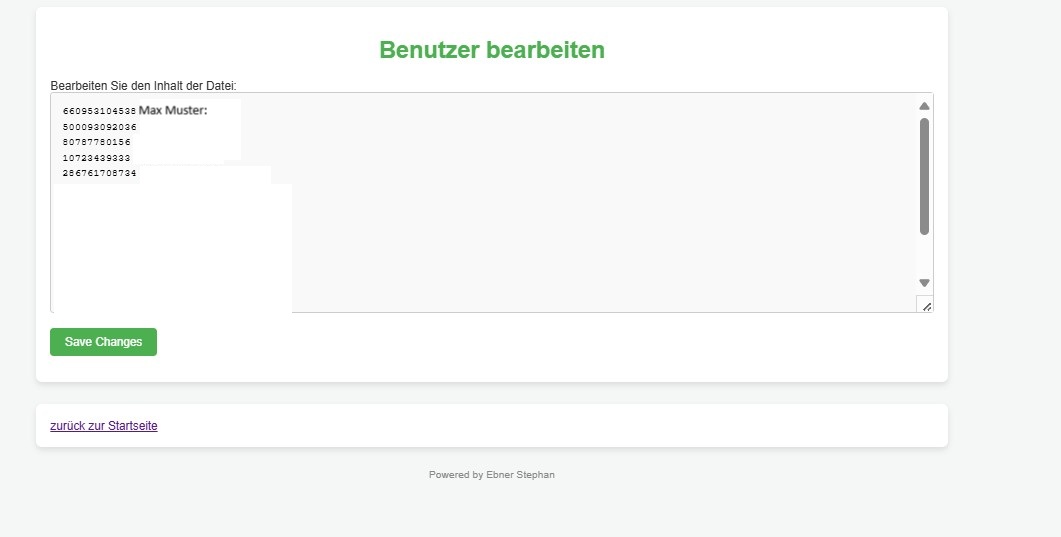 Benutzer bearbeiten
Bearbeiten Sie den Inhalt der Datei:
660953104538 Max Muster:
500093092036
80787780156
10723439333
286761708734
Save Changes
zurück zur Startseite
Powered by Ebner Stephan